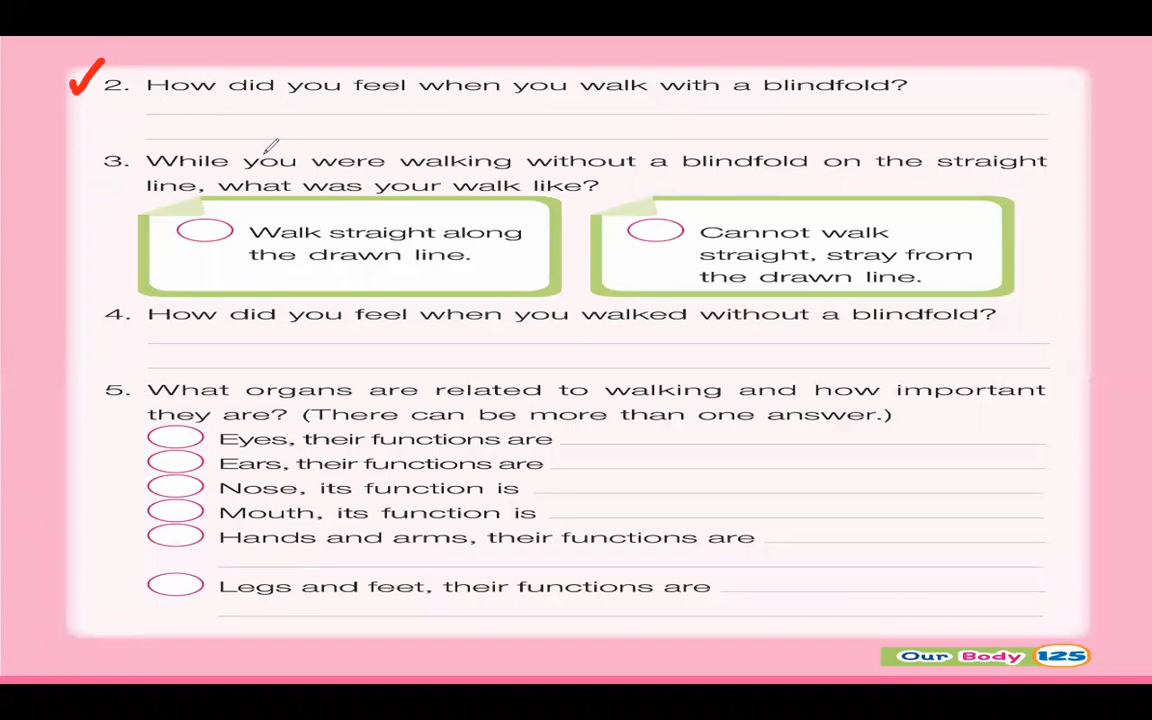 2. How did you feel when you walk with a blindfold?
3. While you were walking without a blindfold on the straight
line, what was your walk like?
Walk straight along
the drawn line.
Cannot walk
straight, stray from
the drawn line.
4. How did you feel when you walked without a blindfold?
5. What organs are related to walking and how important
they are? (There can be more than one answer.)
Eyes, their functions are
Ears, their functions are
Nose, its function is
Mouth, its function is
Hands and arms, their functions are
Legs and feet, their functions are
Our Body 125